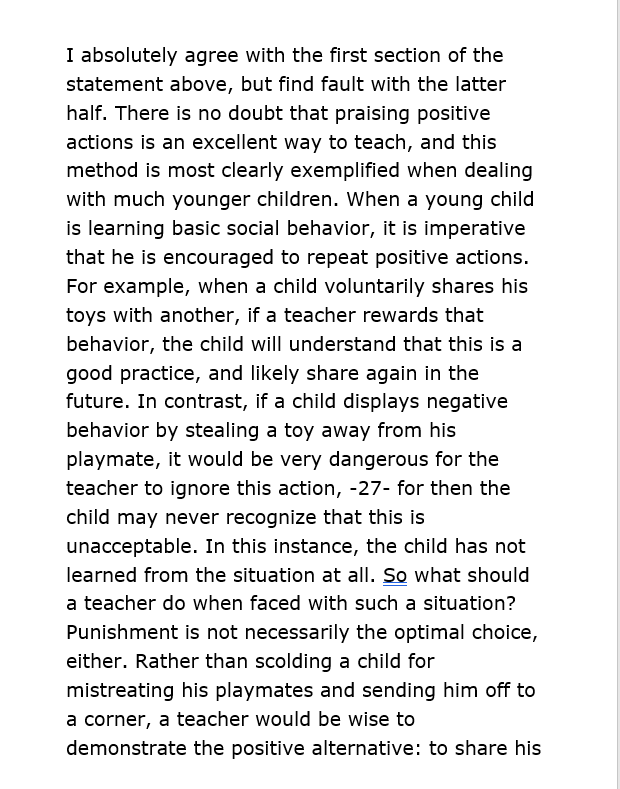 I absolutely agree with the first section of the
statement above, but find fault with the latter
half. There is no doubt that praising positive
actions is an excellent way to teach, and this
method is most clearly exemplified when dealing
with much younger children. When a young child
is learning basic social behavior, it is imperative
that he is encouraged to repeat positive actions.
For example, when a child voluntarily shares his
toys with another, if a teacher rewards that
behavior, the child will understand that this is a
good practice, and likely share again in the
future. In contrast, if a child displays negative
behavior by stealing a toy away from his
playmate, it would be very dangerous for the
teacher to ignore this action, -27- for then the
child may never recognize that this is
unacceptable. In this instance, the child has not
learned from the situation at all. So what should
a teacher do when faced with such a situation?
Punishment is not necessarily the optimal choice,
either. Rather than scolding a child for
mistreating his playmates and sending him off to
a corner, a teacher would be wise to
demonstrate the positive alternative: to share his